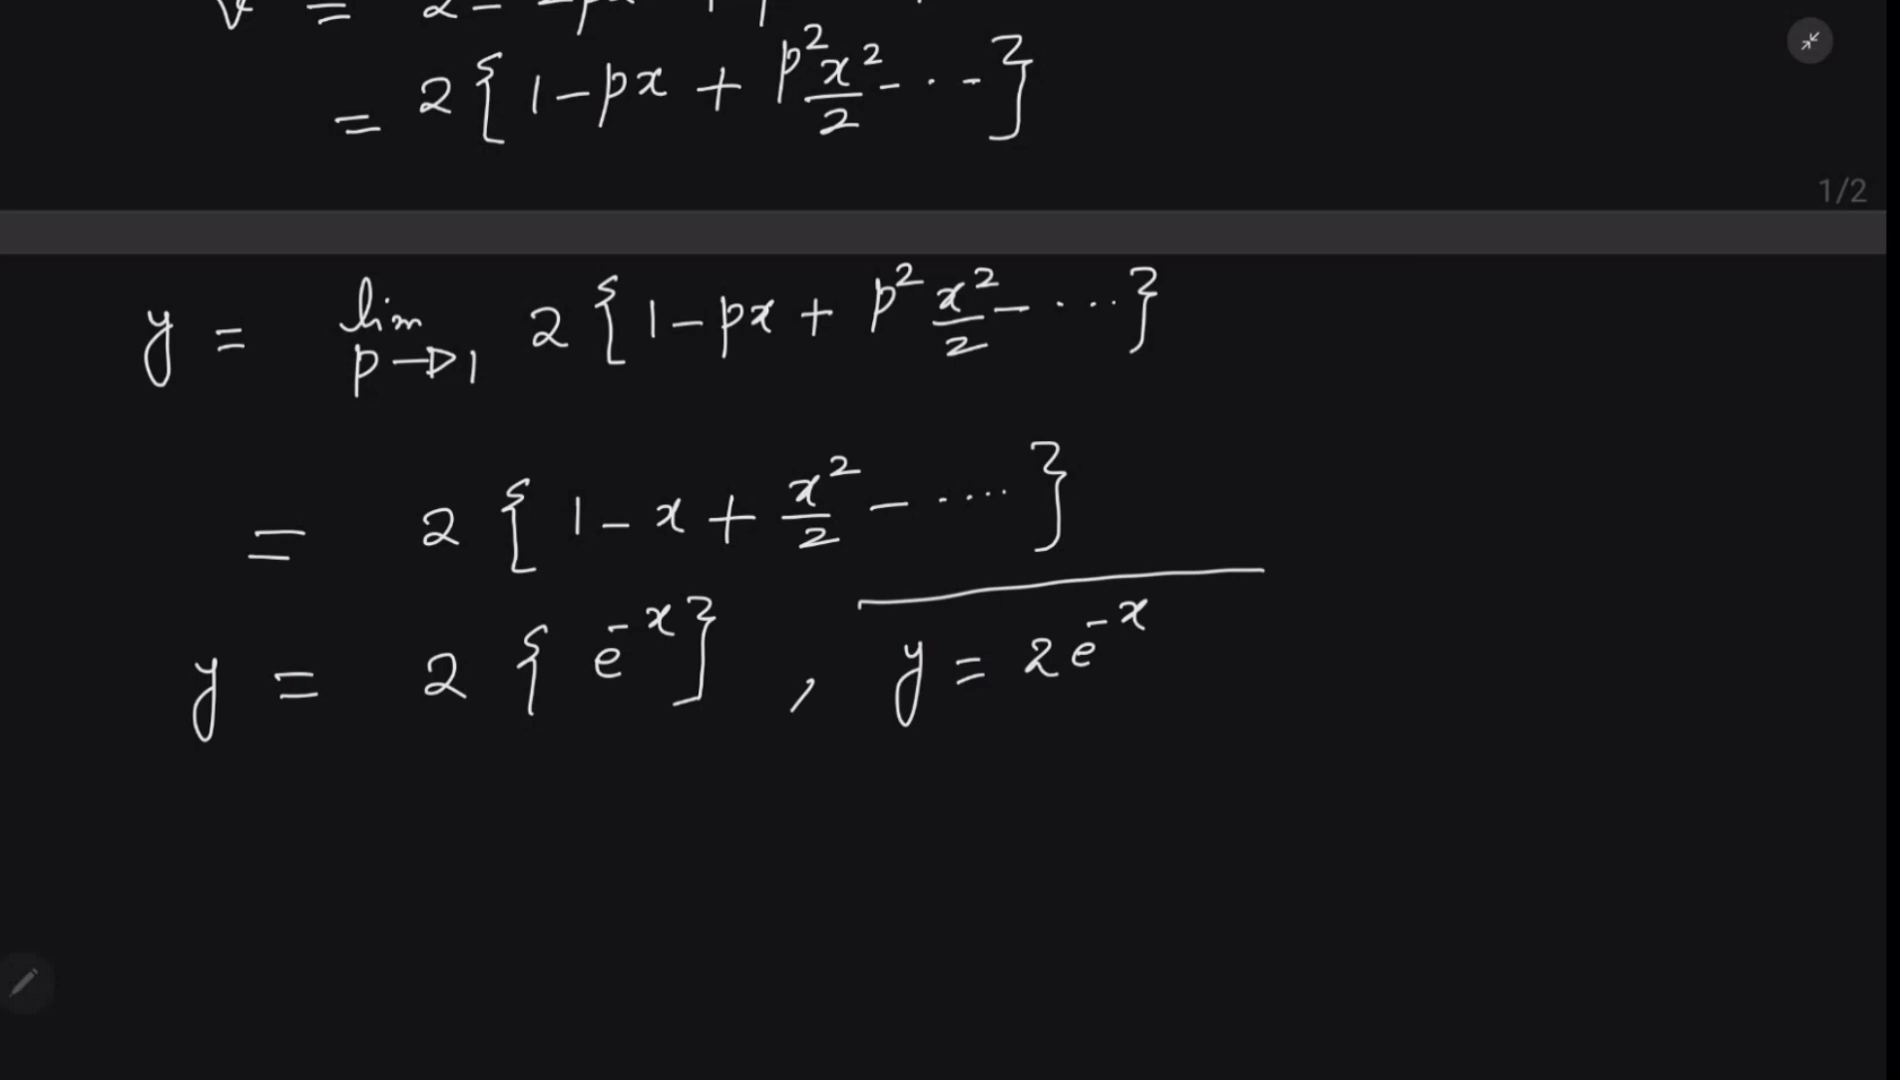 = 2{1-px + p²x²/2 - ...}
1/2
y = lim p→1 2{1-px + p² x²/2 - ...}
= 2{1 - x + x²/2 - ....}
y = 2{e⁻ˣ}, y = 2e⁻ˣ